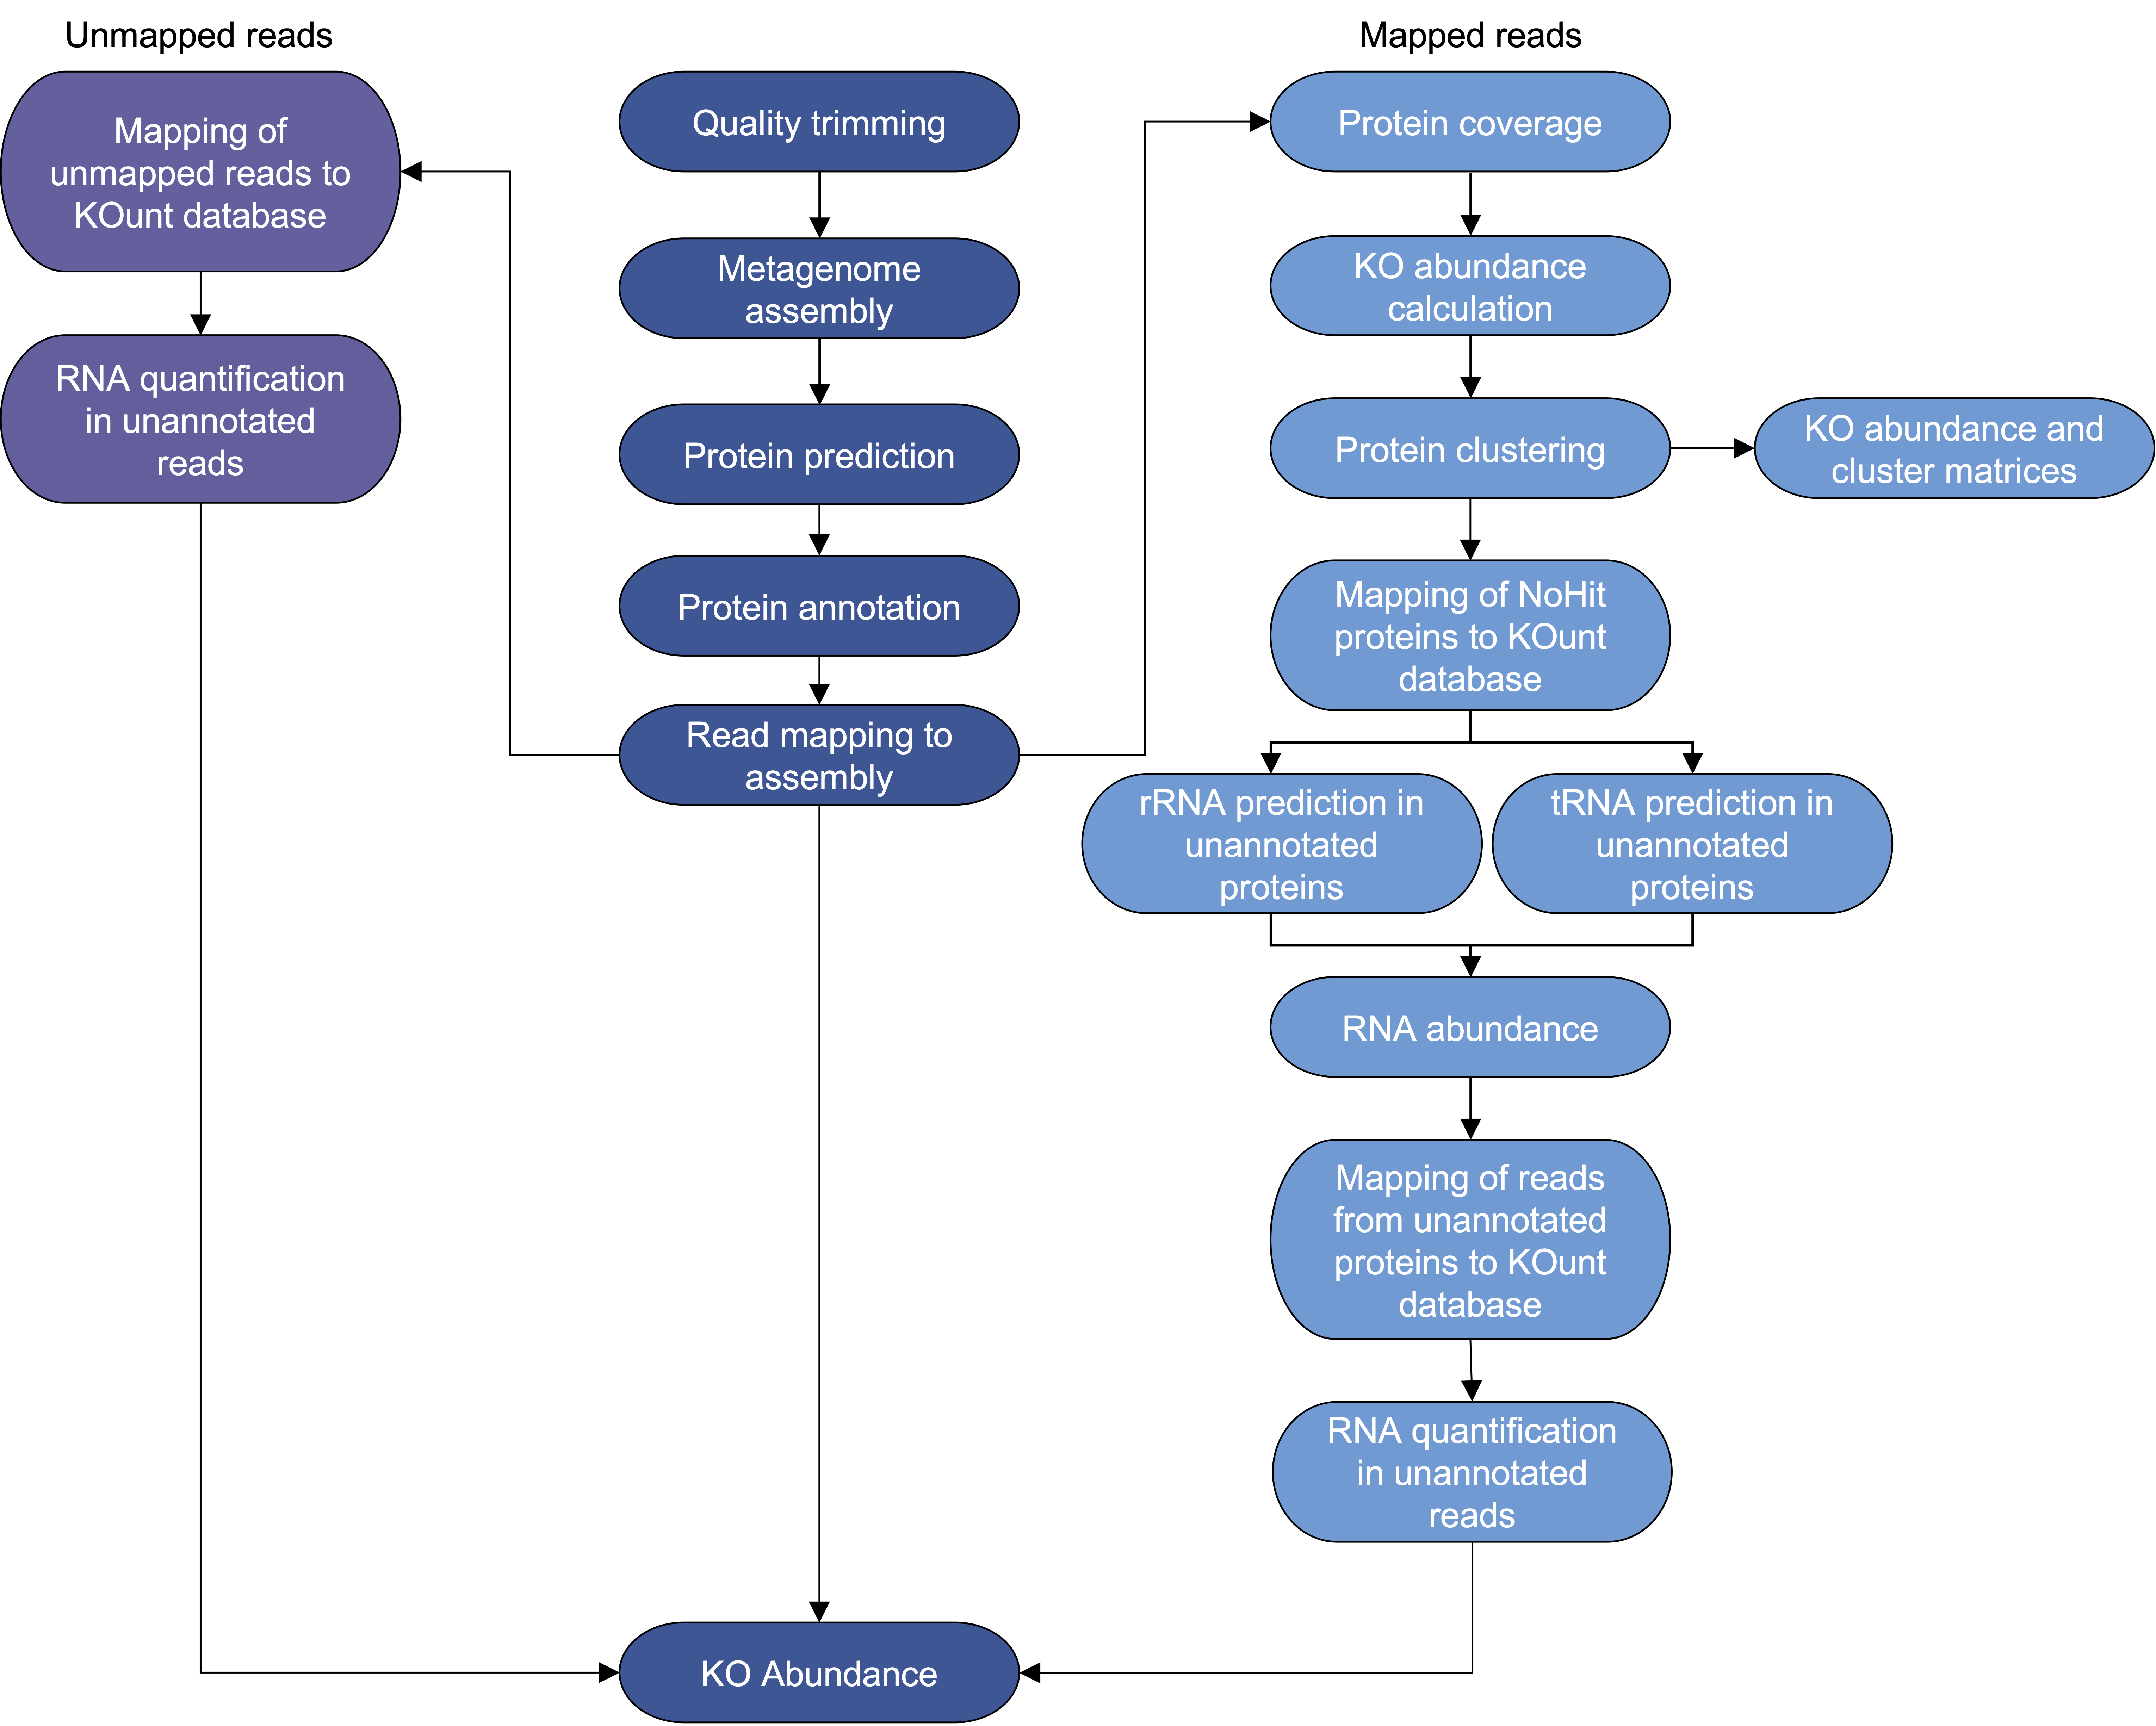 Unmapped reads
Mapping of
unmapped reads to
KOunt database
RNA quantification
in unannotated
reads
Quality trimming
Metagenome
assembly
Protein prediction
Protein annotation
Read mapping to
assembly
KO Abundance
Mapped reads
Protein coverage
KO abundance
calculation
Protein clustering
KO abundance and
cluster matrices
Mapping of NoHit
proteins to KOunt
database
rRNA prediction in
unannotated
proteins
tRNA prediction in
unannotated
proteins
RNA abundance
Mapping of reads
from unannotated
proteins to KOunt
database
RNA quantification
in unannotated
reads